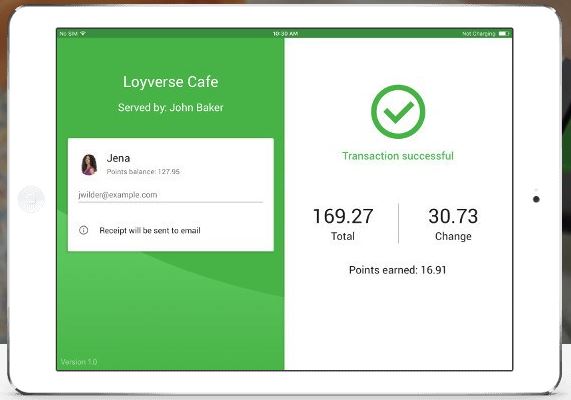 No SIM
10:30 AM
Not Charging
Loyverse Cafe
Served by: John Baker
Jena
Points balance: 127.95
jwilder@example.com
Receipt will be sent to email
Version 1.0
Transaction successful
169.27
30.73
Total
Change
Points earned: 16.91